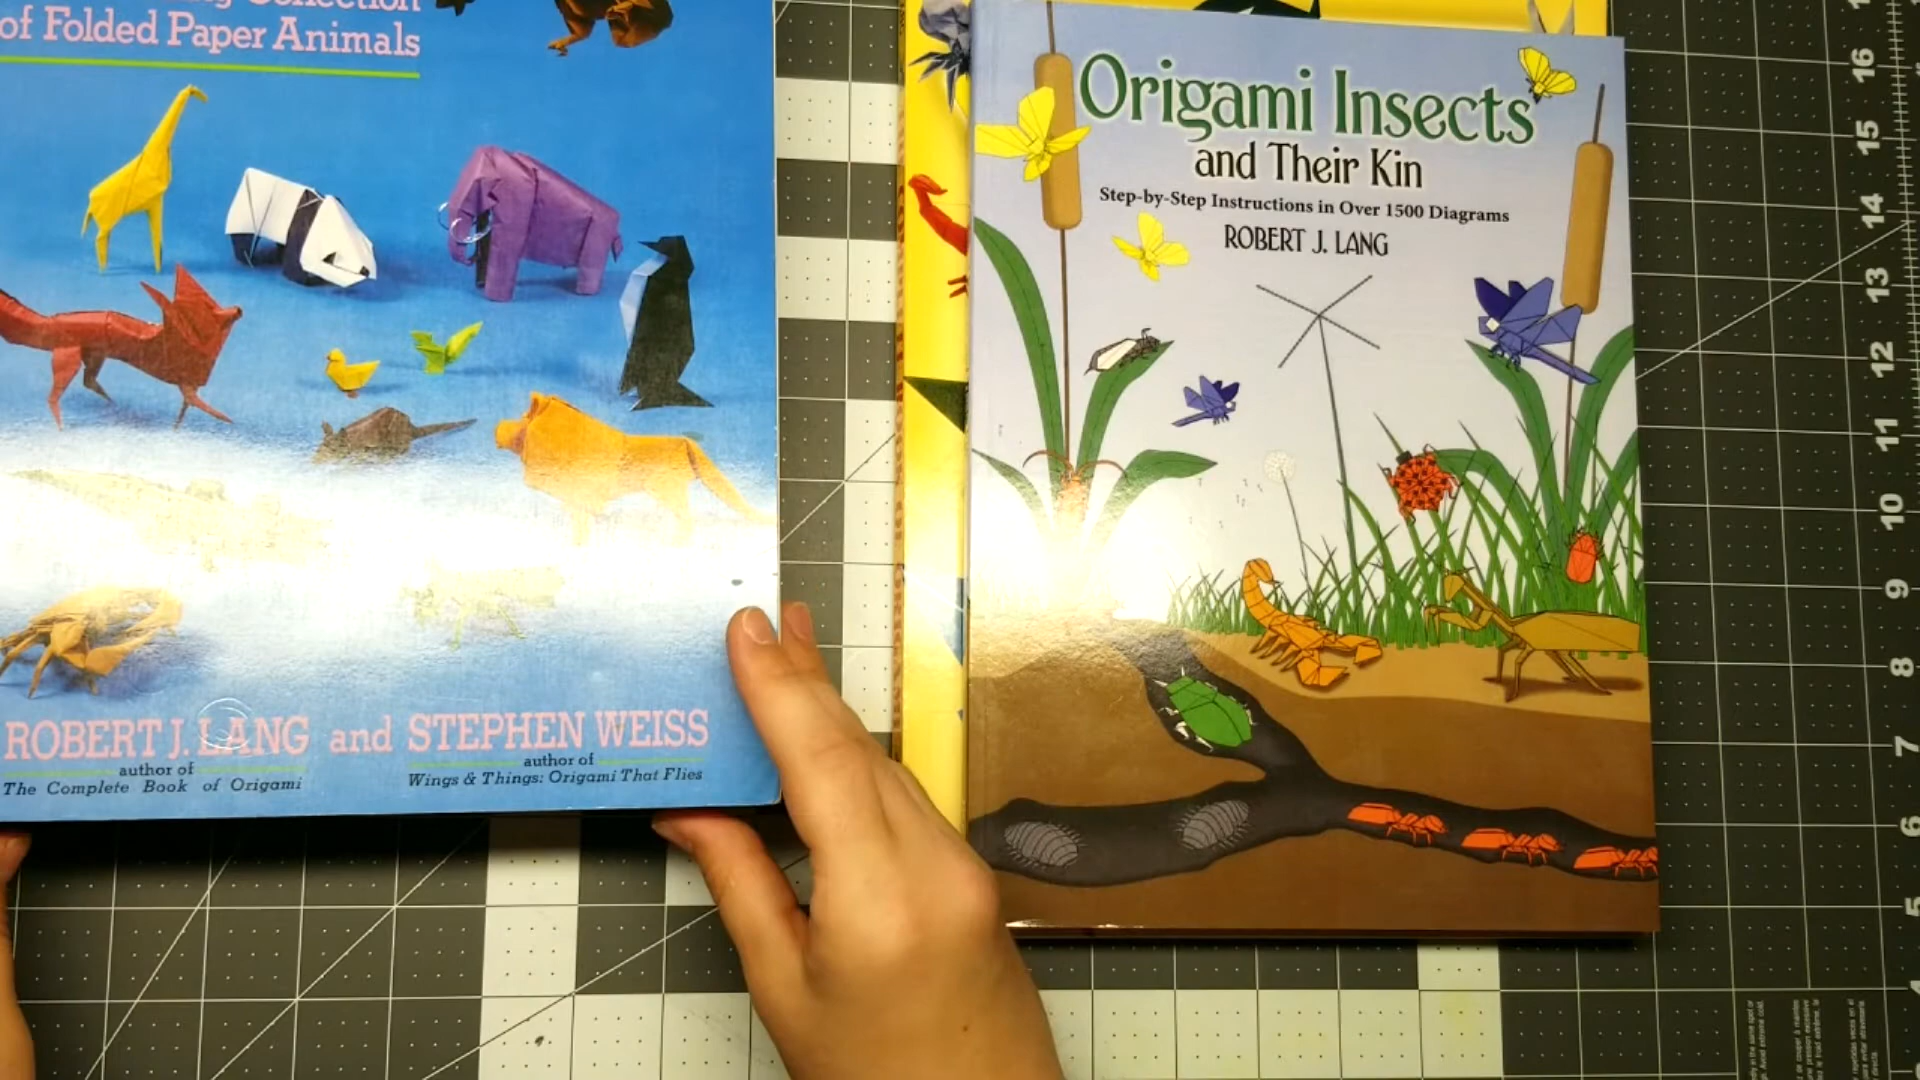 Collection
of Folded Paper Animals
ROBERT J. LANG and STEPHEN WEISS
author of
The Complete Book of Origami
author of
Wings & Things: Origami That Flies
Origami Insects
and Their Kin
Step-by-Step Instructions in Over 1500 Diagrams
ROBERT J. LANG
16
15
14
13
12
11
10
9
8
7
6
5
4